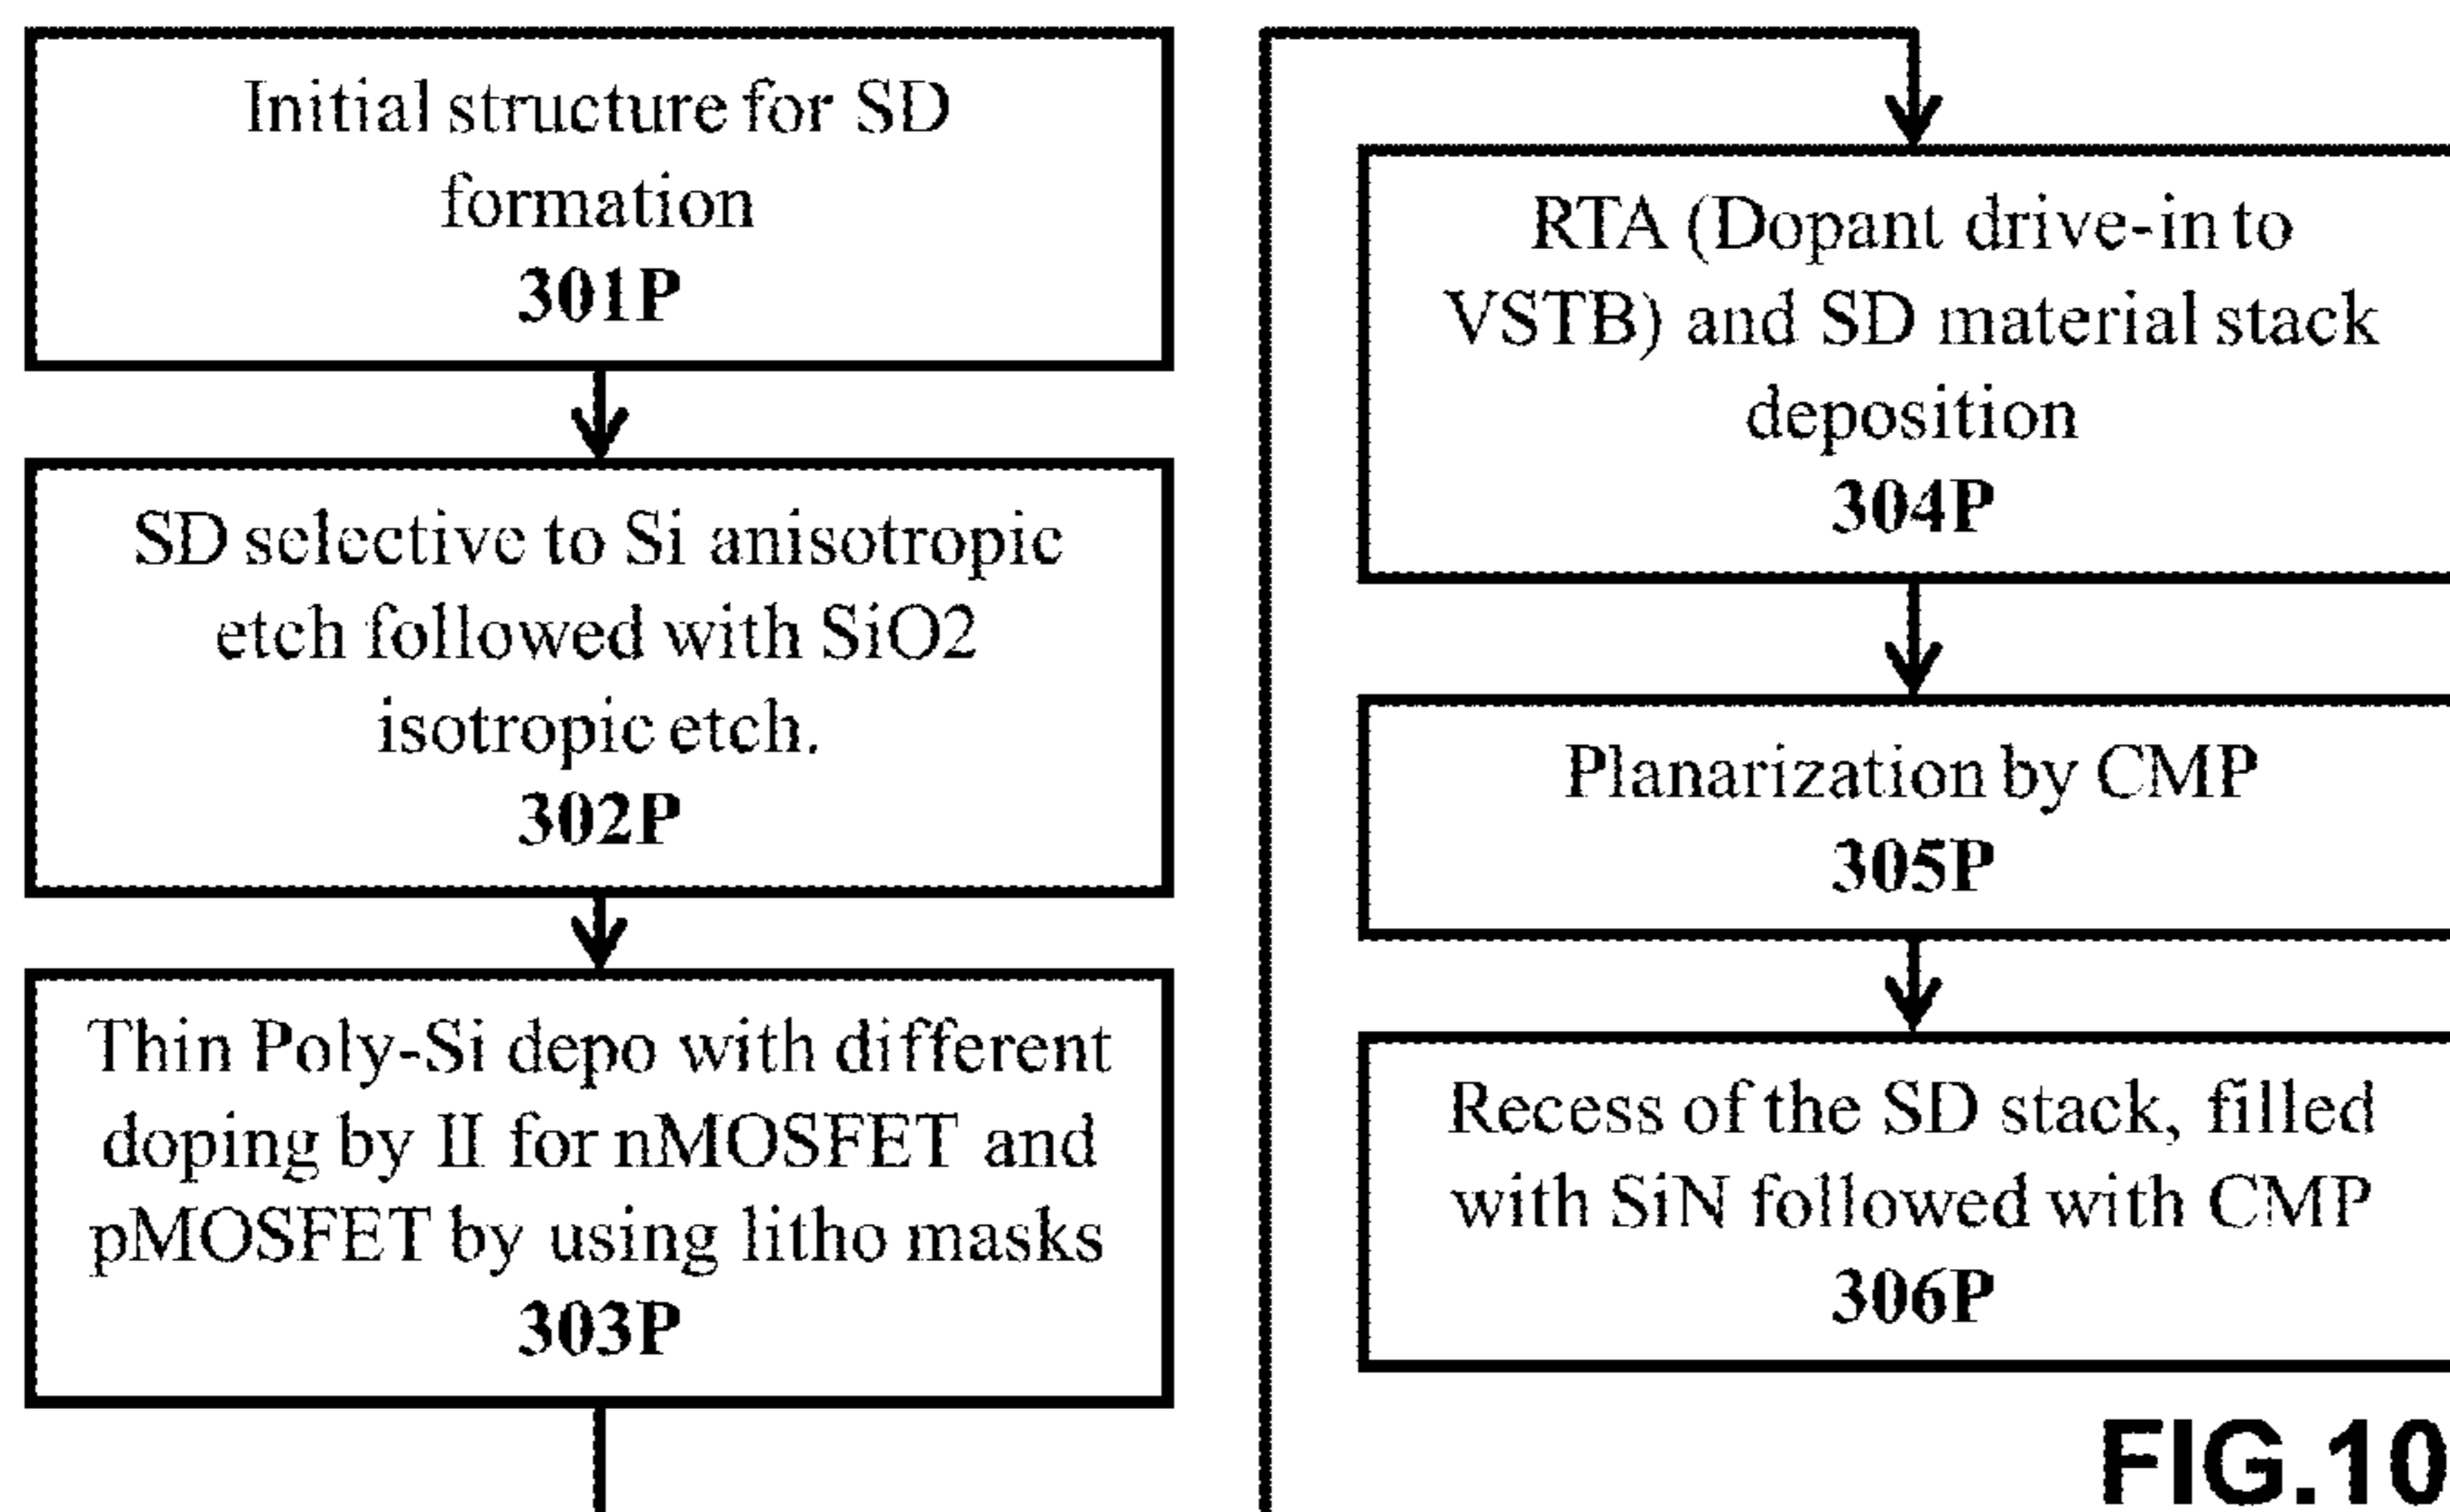 Initial structure for SD
formation
301P
SD selective to Si anisotropic
etch followed with SiO2
isotropic etch.
302P
Thin Poly-Si depo with different
doping by II for nMOSFET and
pMOSFET by using litho masks
303P
RTA (Dopant drive-in to
VSTB) and SD material stack
deposition
304P
Planarization by CMP
305P
Recess of the SD stack, filled
with SiN followed with CMP
306P
FIG.10